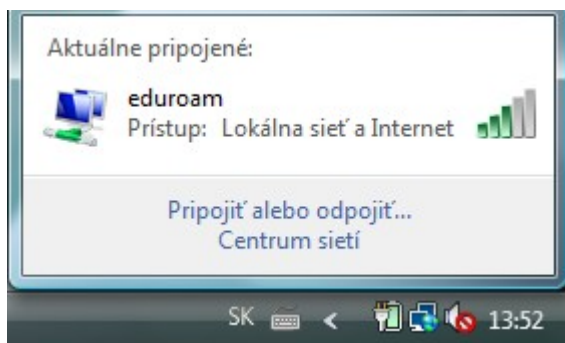 Aktuálne pripojené:
eduroam
Prístup: Lokálna sieť a Internet
Pripojiť alebo odpojiť...
Centrum sietí
SK
13:52